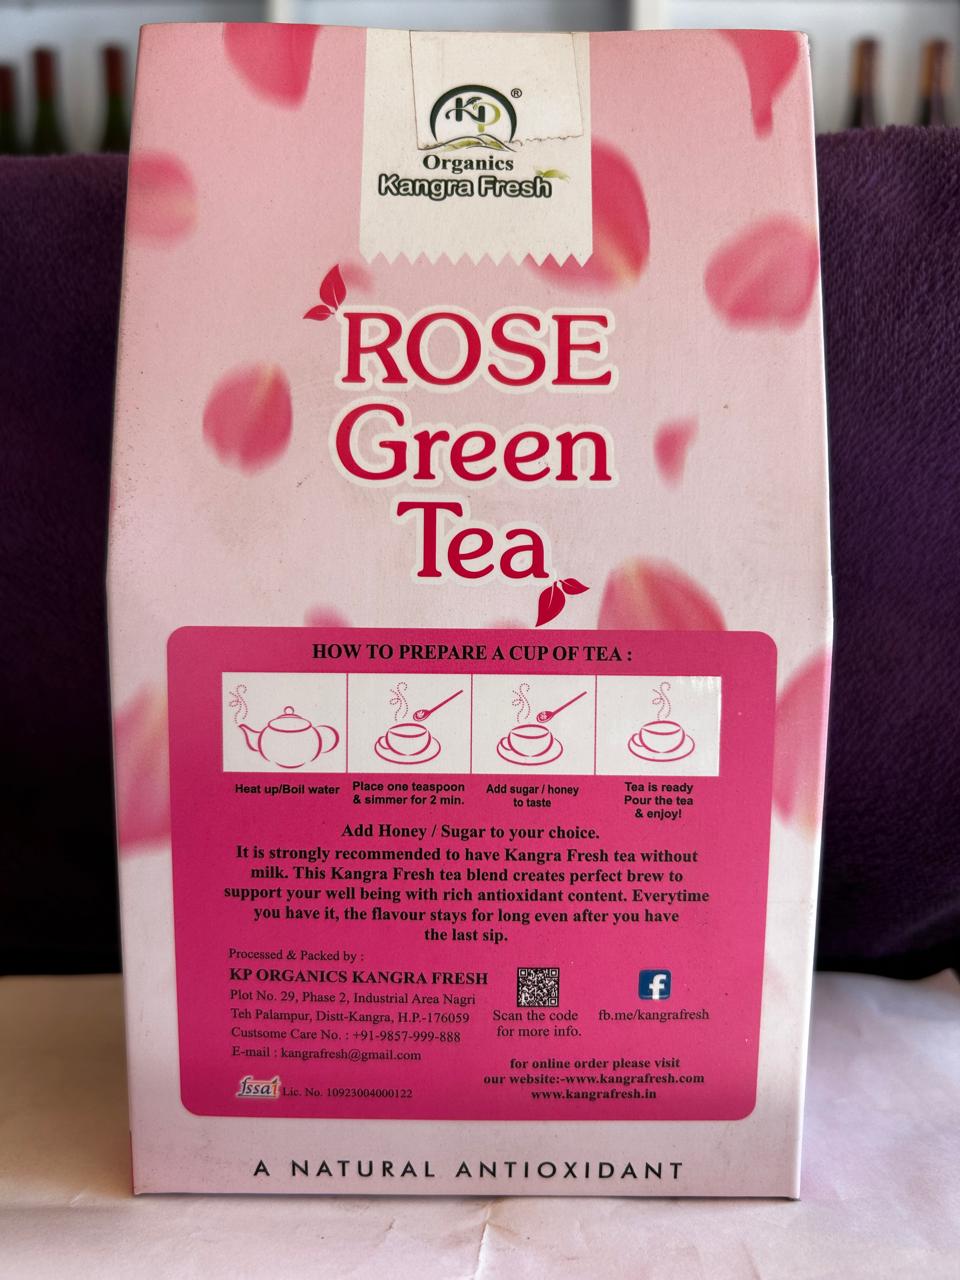 KP ®
Organics
Kangra Fresh
ROSE
Green
Tea
HOW TO PREPARE A CUP OF TEA :
Heat up/Boil water
Place one teaspoon
& simmer for 2 min.
Add sugar / honey
to taste
Tea is ready
Pour the tea
& enjoy!
Add Honey / Sugar to your choice.
It is strongly recommended to have Kangra Fresh tea without
milk. This Kangra Fresh tea blend creates perfect brew to
support your well being with rich antioxidant content. Everytime
you have it, the flavour stays for long even after you have
the last sip.
Processed & Packed by :
KP ORGANICS KANGRA FRESH
Plot No. 29, Phase 2, Industrial Area Nagri
Teh Palampur, Distt-Kangra, H.P.-176059
Custsome Care No. : +91-9857-999-888
E-mail : kangrafresh@gmail.com
fssai Lic. No. 10923004000122
Scan the code
for more info.
f
fb.me/kangrafresh
for online order please visit
our website:-www.kangrafresh.com
www.kangrafresh.in
A NATURAL ANTIOXIDANT